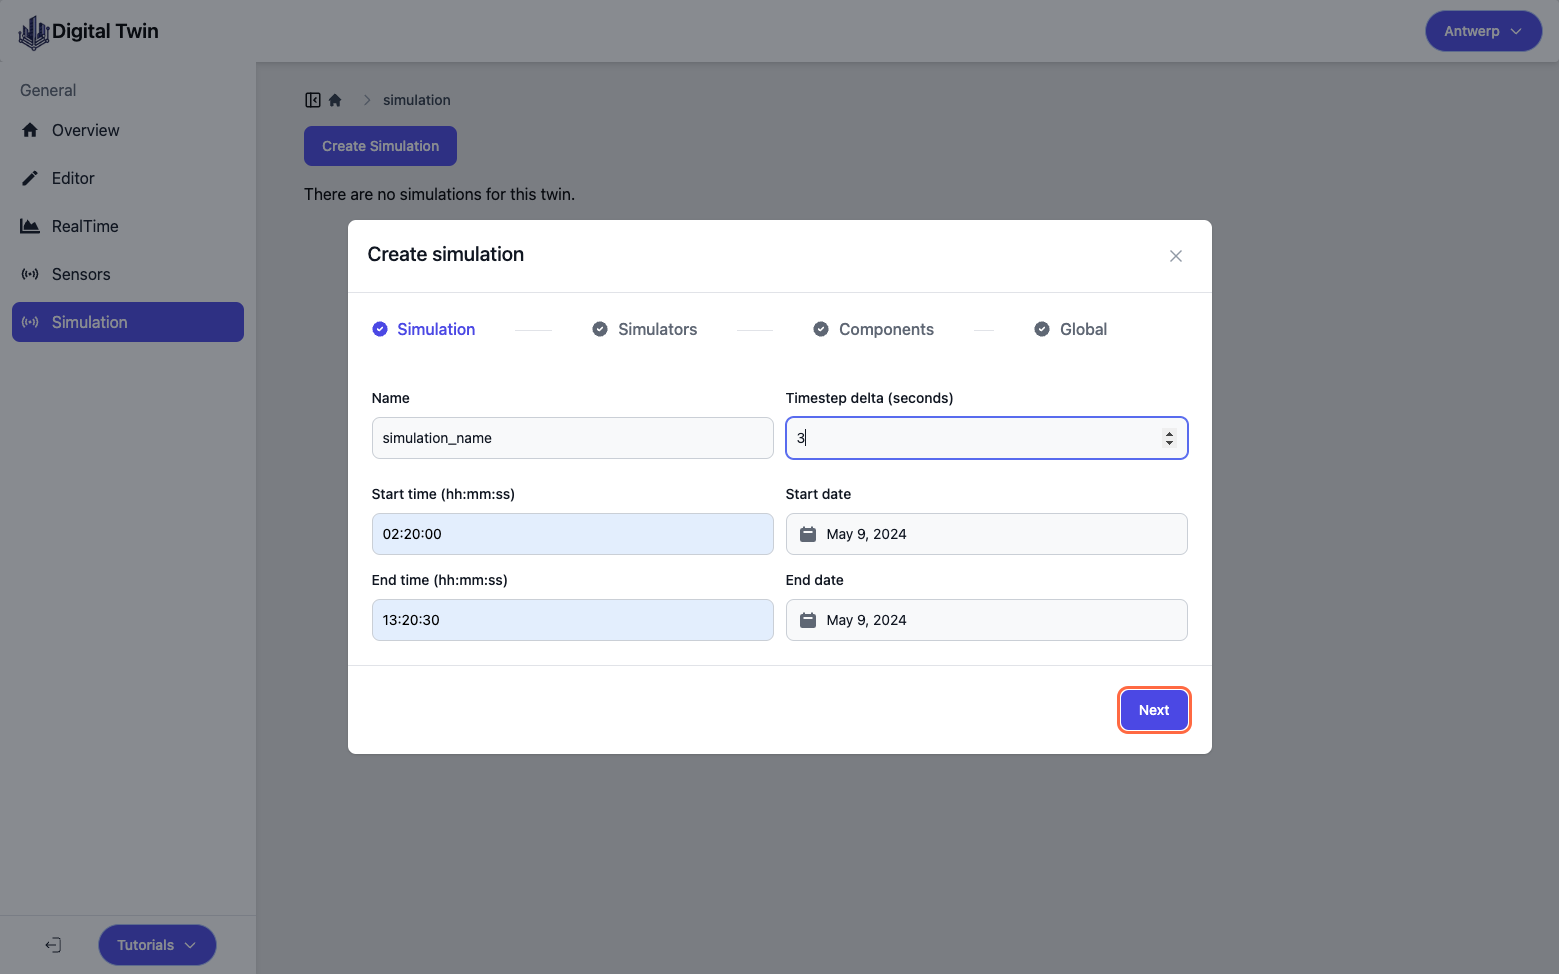 Digital Twin
Antwerp
General
Overview
Editor
RealTime
Sensors
Simulation
simulation
Create Simulation
There are no simulations for this twin.
Create simulation
Simulation
Simulators
Components
Global
Name
Timestep delta (seconds)
simulation_name
3
Start time (hh:mm:ss)
Start date
02:20:00
May 9, 2024
End time (hh:mm:ss)
End date
13:20:30
May 9, 2024
Next
Tutorials